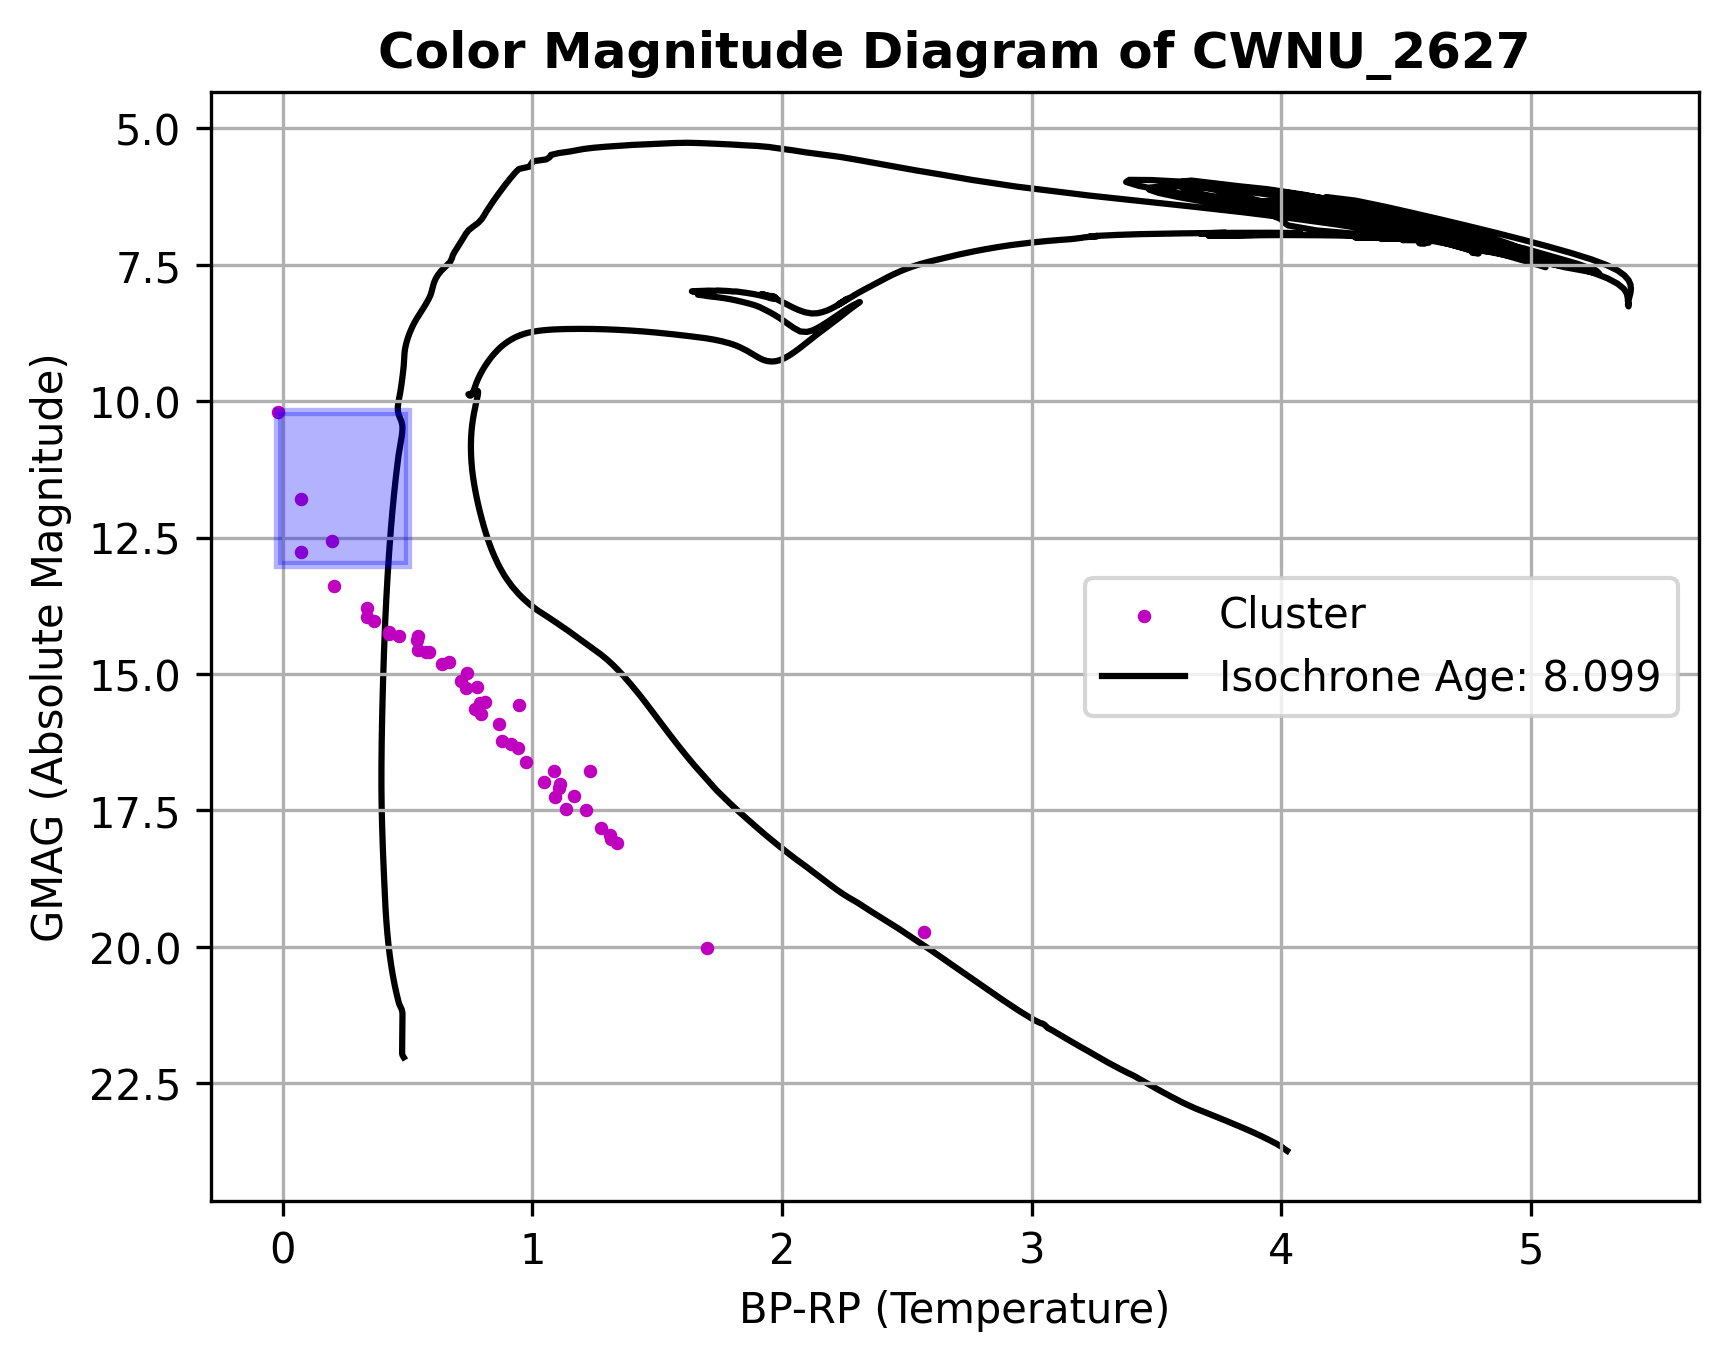 Color Magnitude Diagram of CWNU_2627
GMAG (Absolute Magnitude)
5.0
7.5
10.0
12.5
15.0
17.5
20.0
22.5
Cluster
Isochrone Age: 8.099
0 1 2 3 4 5
BP-RP (Temperature)